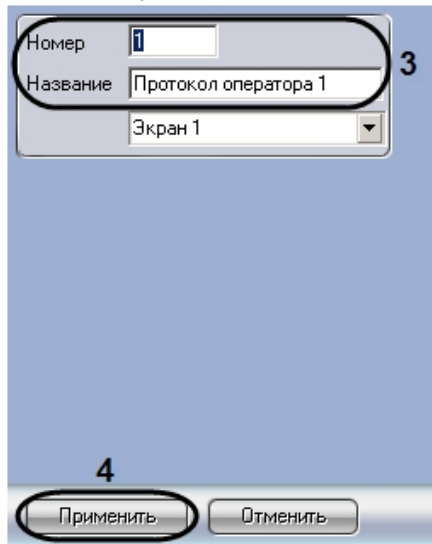 Номер 1
3
Название Протокол оператора 1
Экран 1
4
Применить Отменить